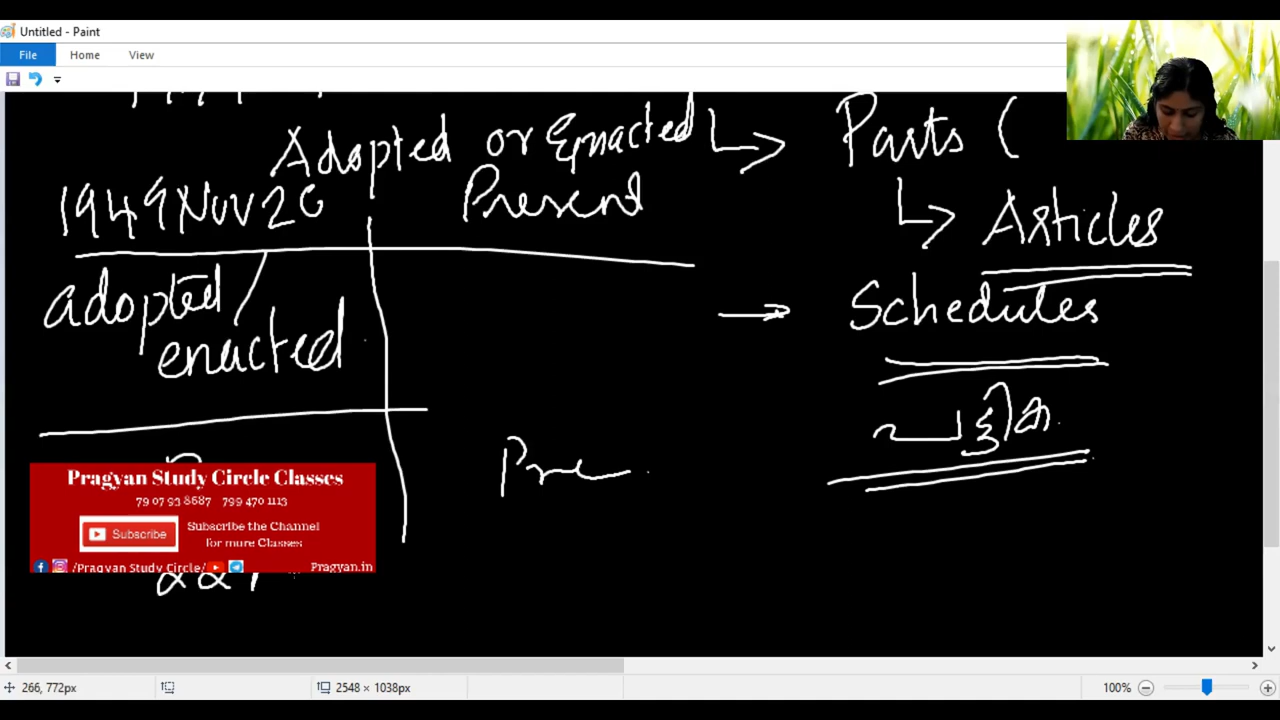 Untitled - Paint
File Home View
Adopted or Enacted
Parts (
1949 Nov 26
Present
Articles
adopted/
enacted
Schedules
Pre
Pragyan Study Circle Classes
79 07 93 8687 799 470 1113
Subscribe
Subscribe the Channel
for more Classes
/Pragyan Study Circle/
Pragyan.in
266, 772px
2548 × 1038px
100%